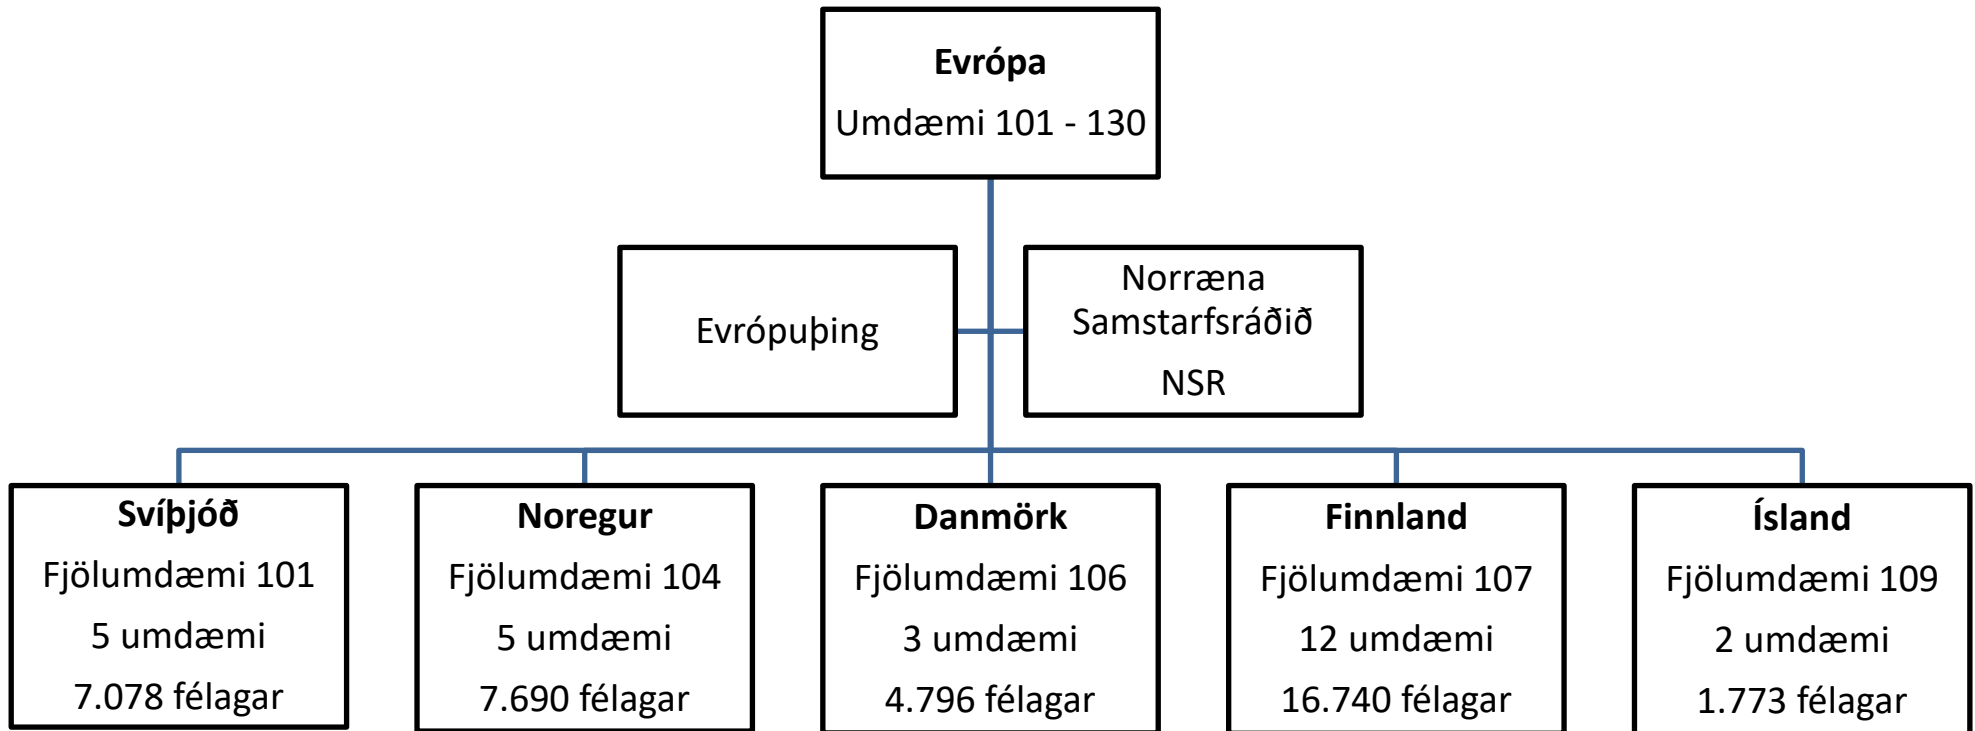 Evrópa
Umdæmi 101 - 130
Evrópuþing
Norræna
Samstarfsráðið
NSR
Svíþjóð
Fjölumdæmi 101
5 umdæmi
7.078 félagar
Noregur
Fjölumdæmi 104
5 umdæmi
7.690 félagar
Danmörk
Fjölumdæmi 106
3 umdæmi
4.796 félagar
Finnland
Fjölumdæmi 107
12 umdæmi
16.740 félagar
Ísland
Fjölumdæmi 109
2 umdæmi
1.773 félagar